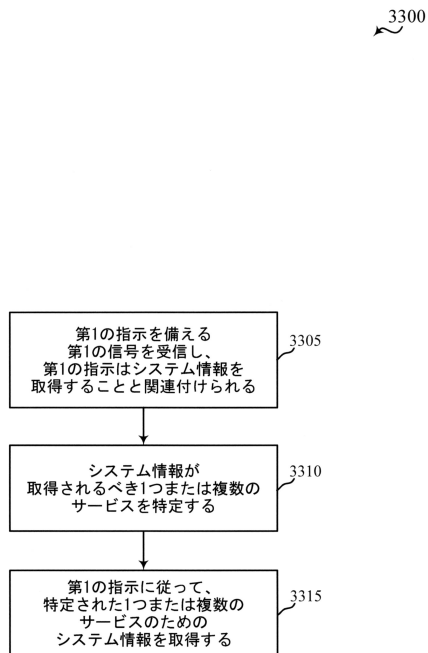 3300
第1の指示を備える
第1の信号を受信し、
第1の指示はシステム情報を
取得することと関連付けられる
3305
システム情報が
取得されるべき1つまたは複数の
サービスを特定する
3310
第1の指示に従って、
特定された1つまたは複数の
サービスのための
システム情報を取得する
3315